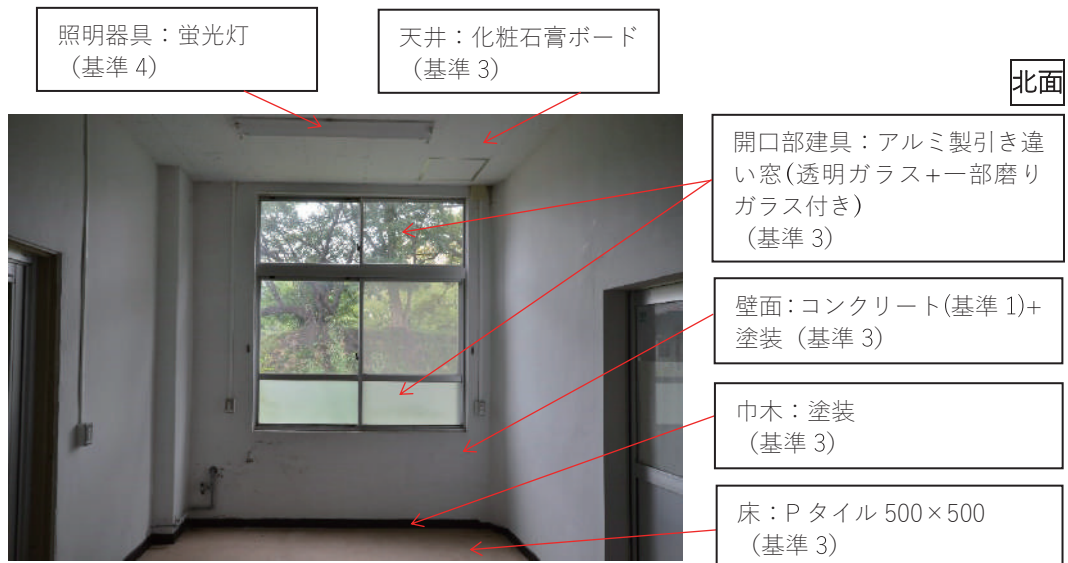 照明器具：蛍光灯
（基準 4）
天井：化粧石膏ボード
（基準 3）
北面
開口部建具：アルミ製引き違
い窓(透明ガラス+一部磨り
ガラス付き)
（基準 3）
壁面：コンクリート(基準 1)+
塗装（基準 3）
巾木：塗装
（基準 3）
床：P タイル 500×500
（基準 3）